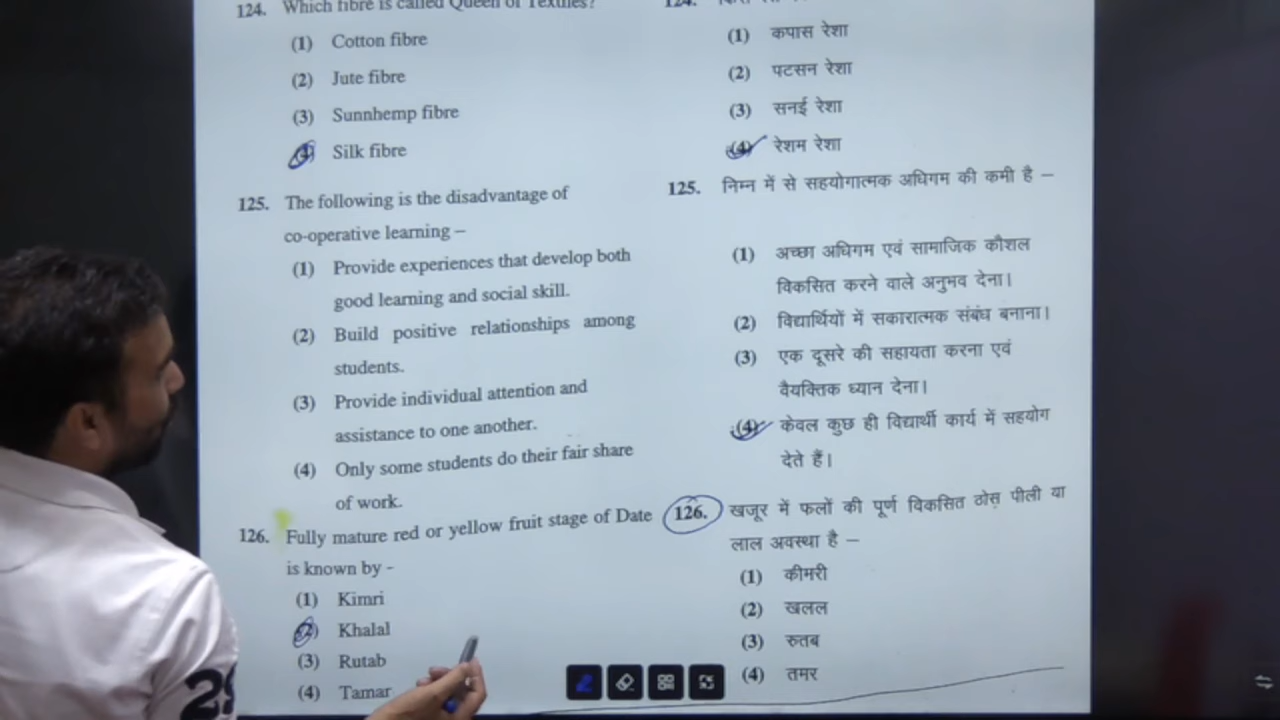 124. Which fibre is called Queen of Textiles?
(1) Cotton fibre
(2) Jute fibre
(3) Sunnhemp fibre
(4) Silk fibre
125. The following is the disadvantage of
co-operative learning –
(1) Provide experiences that develop both
good learning and social skill.
(2) Build positive relationships among
students.
(3) Provide individual attention and
assistance to one another.
(4) Only some students do their fair share
of work.
126. Fully mature red or yellow fruit stage of Date
is known by -
(1) Kimri
(2) Khalal
(3) Rutab
(4) Tamar
124.
(1) कपास रेशा
(2) पटसन रेशा
(3) सनई रेशा
(4) रेशम रेशा
125. निम्न में से सहयोगात्मक अधिगम की कमी है –
(1) अच्छा अधिगम एवं सामाजिक कौशल
विकसित करने वाले अनुभव देना।
(2) विद्यार्थियों में सकारात्मक संबंध बनाना।
(3) एक दूसरे की सहायता करना एवं
वैयक्तिक ध्यान देना।
(4) केवल कुछ ही विद्यार्थी कार्य में सहयोग
देते हैं।
126. खजूर में फलों की पूर्ण विकसित ठोस पीली या
लाल अवस्था है –
(1) कीमरी
(2) खलल
(3) रुतब
(4) तमर
29